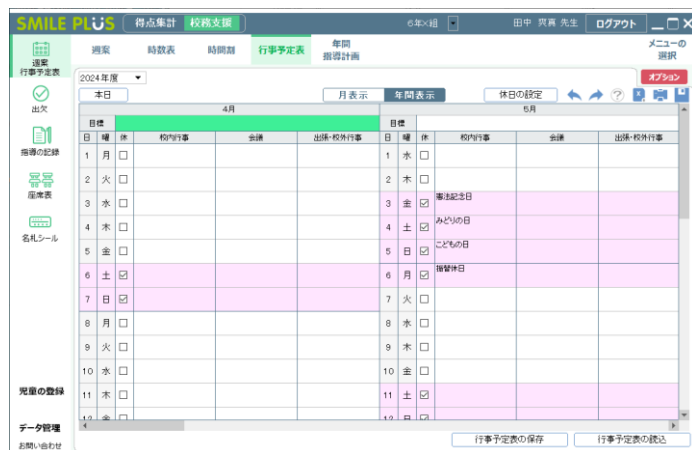 SMILE PLUS 得点集計 校務支援 6年×組 田中 爽真 先生 ログアウト
週案 行事予定表
週案 時数表 時間割 行事予定表 年間指導計画 メニューの選択
2024年度 オプション
本日 月表示 年間表示 休日の設定
出欠
指導の記録
座席表
名札シール
児童の登録
データ管理
お問い合わせ
4月 5月
目標 目標
日 曜 休 校内行事 会議 出張・校外行事 日 曜 休 校内行事 会議 出張・校外行事
1 月 1 水
2 火 2 木
3 水 3 金 憲法記念日
4 木 4 土 みどりの日
5 金 5 日 こどもの日
6 土 6 月 振替休日
7 日 7 火
8 月 8 水
9 火 9 木
10 水 10 金
11 木 11 土
12 金 12 日
行事予定表の保存 行事予定表の読込